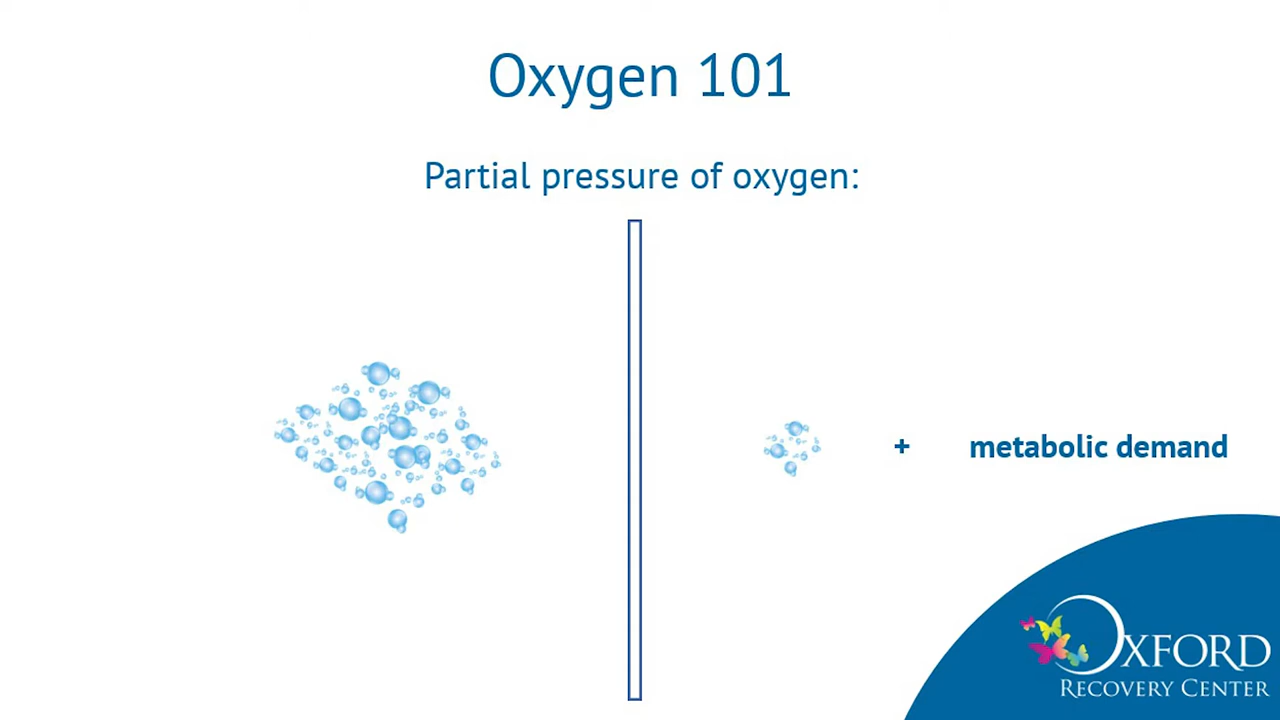 Oxygen 101
Partial pressure of oxygen:
+ metabolic demand
OXFORD
RECOVERY CENTER